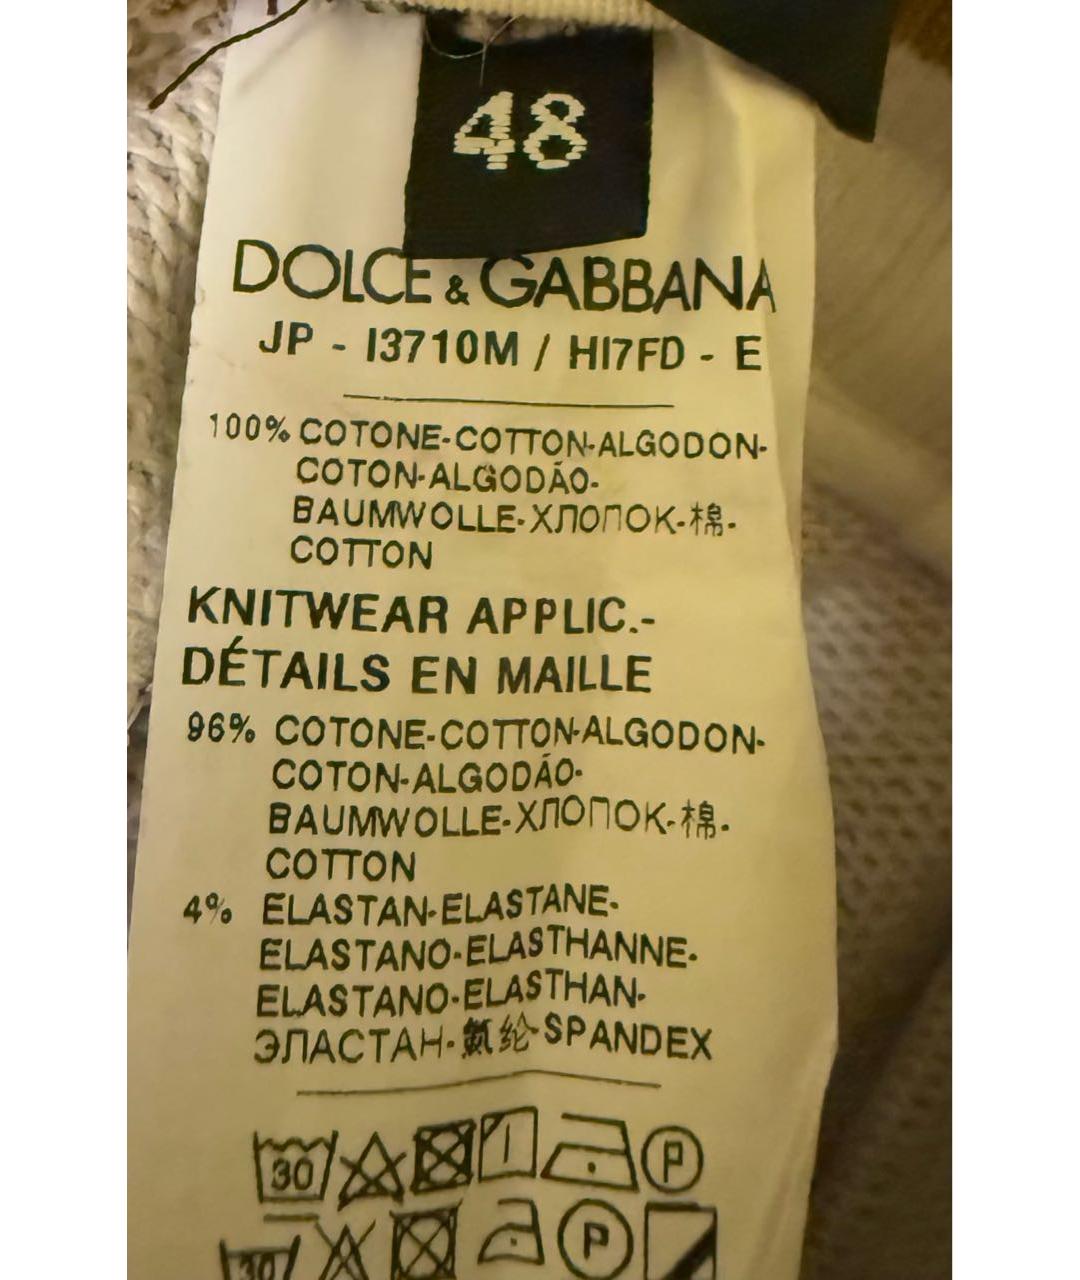 48
DOLCE & GABBANA
JP - I3710M / HI7FD - E
100% COTONE-COTTON-ALGODON-
COTON-ALGODÃO-
BAUMWOLLE-ХЛОПОК-棉-
COTTON
KNITWEAR APPLIC.-
DÉTAILS EN MAILLE
96% COTONE-COTTON-ALGODON-
COTON-ALGODÃO-
BAUMWOLLE-ХЛОПОК-棉-
COTTON
4% ELASTAN-ELASTANE-
ELASTANO-ELASTHANNE-
ELASTANO-ELASTHAN-
ЭЛАСТАН-氨纶-SPANDEX
30 P
30 P